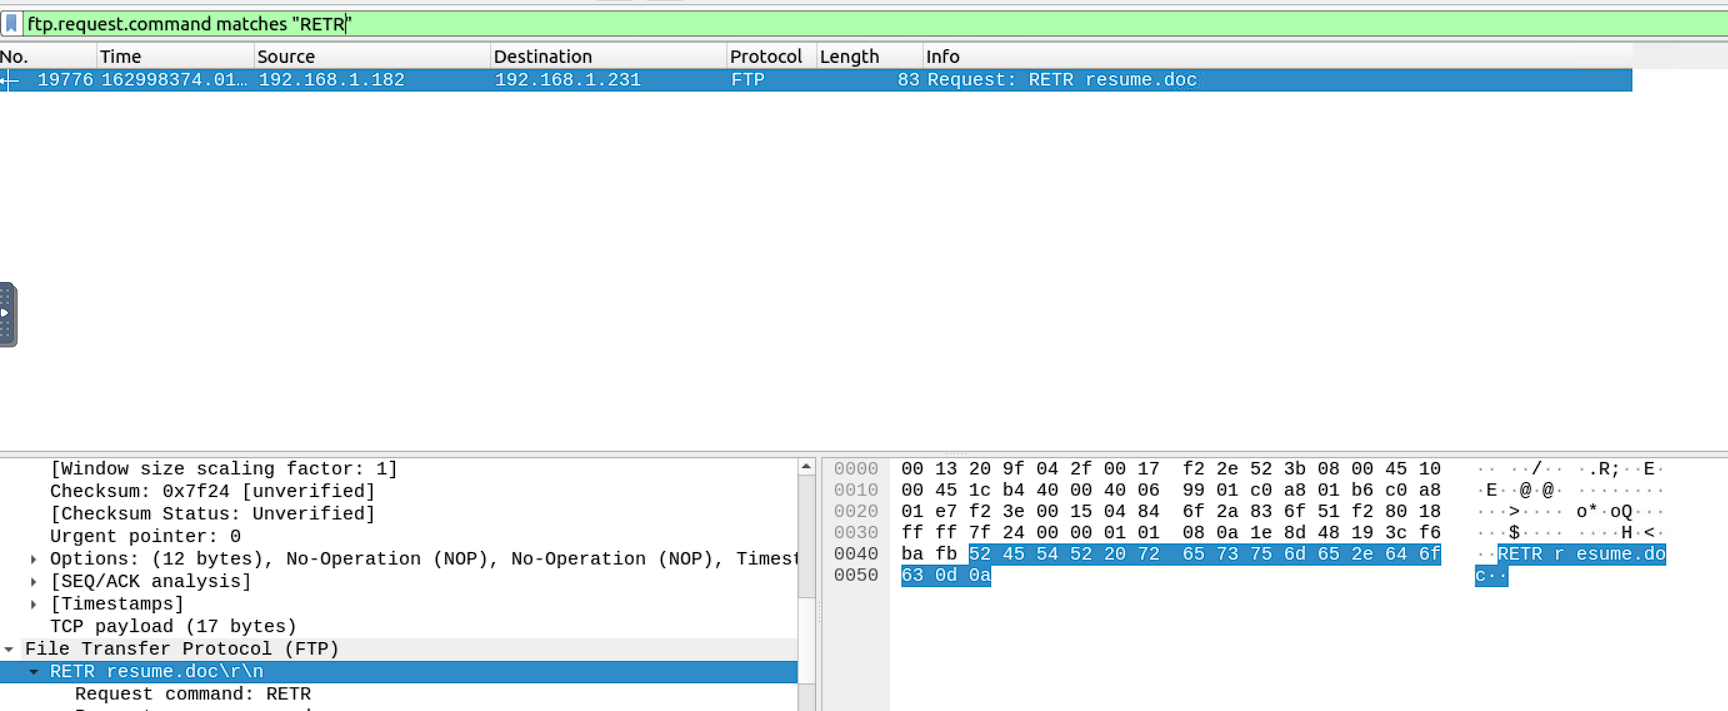 ftp.request.command matches "RETR"
No. Time Source Destination Protocol Length Info
19776 162998374.01… 192.168.1.182 192.168.1.231 FTP 83 Request: RETR resume.doc
[Window size scaling factor: 1]
Checksum: 0x7f24 [unverified]
[Checksum Status: Unverified]
Urgent pointer: 0
Options: (12 bytes), No-Operation (NOP), No-Operation (NOP), Timest
[SEQ/ACK analysis]
[Timestamps]
TCP payload (17 bytes)
File Transfer Protocol (FTP)
RETR resume.doc\r\n
Request command: RETR
0000 00 13 20 9f 04 2f 00 17 f2 2e 52 3b 08 00 45 10 ·· ··/·· ·.R;··E·
0010 00 45 1c b4 40 00 40 06 99 01 c0 a8 01 b6 c0 a8 ·E··@·@· ········
0020 01 e7 f2 3e 00 15 04 84 6f 2a 83 6f 51 f2 80 18 ···>···· o*·oQ···
0030 ff ff 7f 24 00 00 01 01 08 0a 1e 8d 48 19 3c f6 ···$···· ····H·<·
0040 ba fb 52 45 54 52 20 72 65 73 75 6d 65 2e 64 6f ··RETR r esume.do
0050 63 0d 0a c··